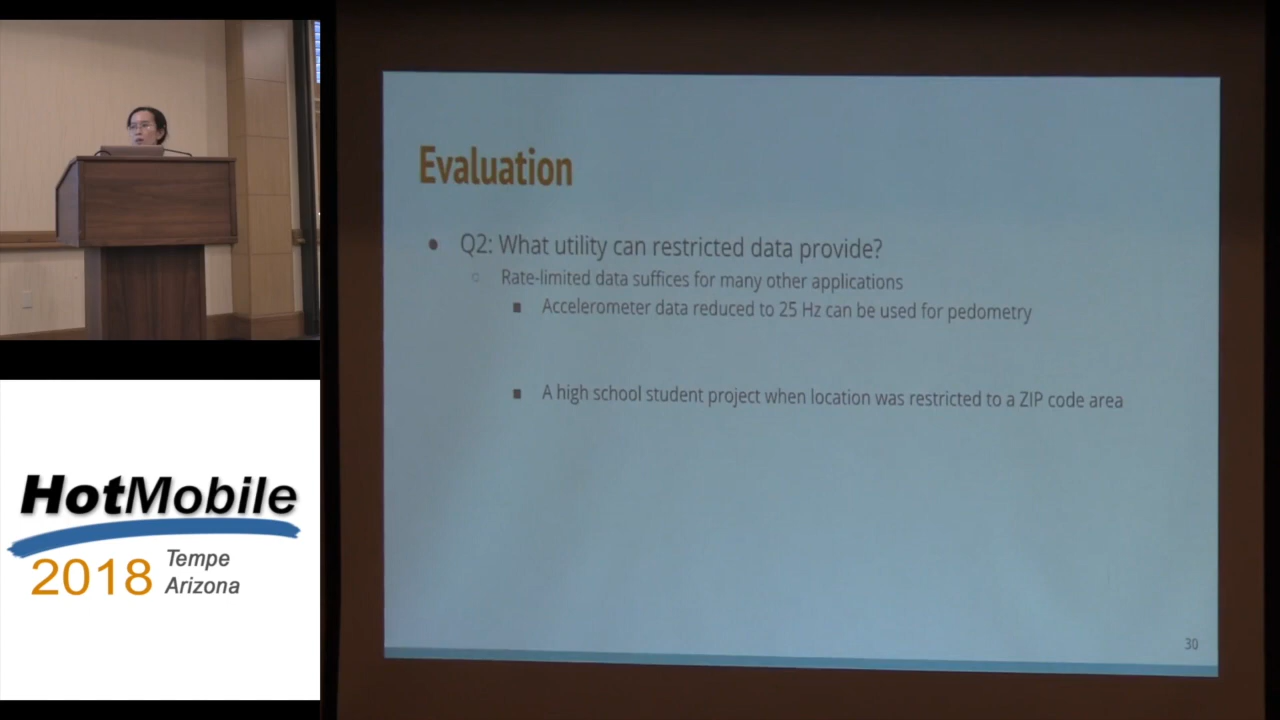 Evaluation
● Q2: What utility can restricted data provide?
○ Rate-limited data suffices for many other applications
■ Accelerometer data reduced to 25 Hz can be used for pedometry
■ A high school student project when location was restricted to a ZIP code area
30
HotMobile
2018
Tempe
Arizona